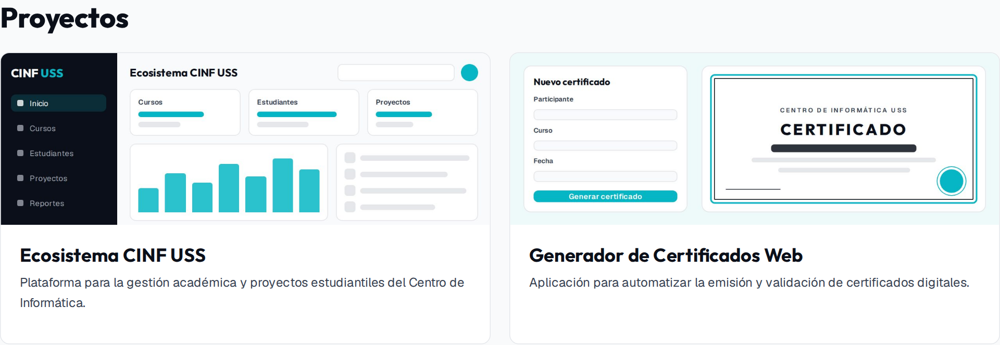 Proyectos
CINF USS
Inicio
Cursos
Estudiantes
Proyectos
Reportes
Ecosistema CINF USS
Cursos
Estudiantes
Proyectos
Ecosistema CINF USS
Plataforma para la gestión académica y proyectos estudiantiles del Centro de
Informática.
Nuevo certificado
Participante
Curso
Fecha
Generar certificado
CENTRO DE INFORMÁTICA USS
CERTIFICADO
Generador de Certificados Web
Aplicación para automatizar la emisión y validación de certificados digitales.